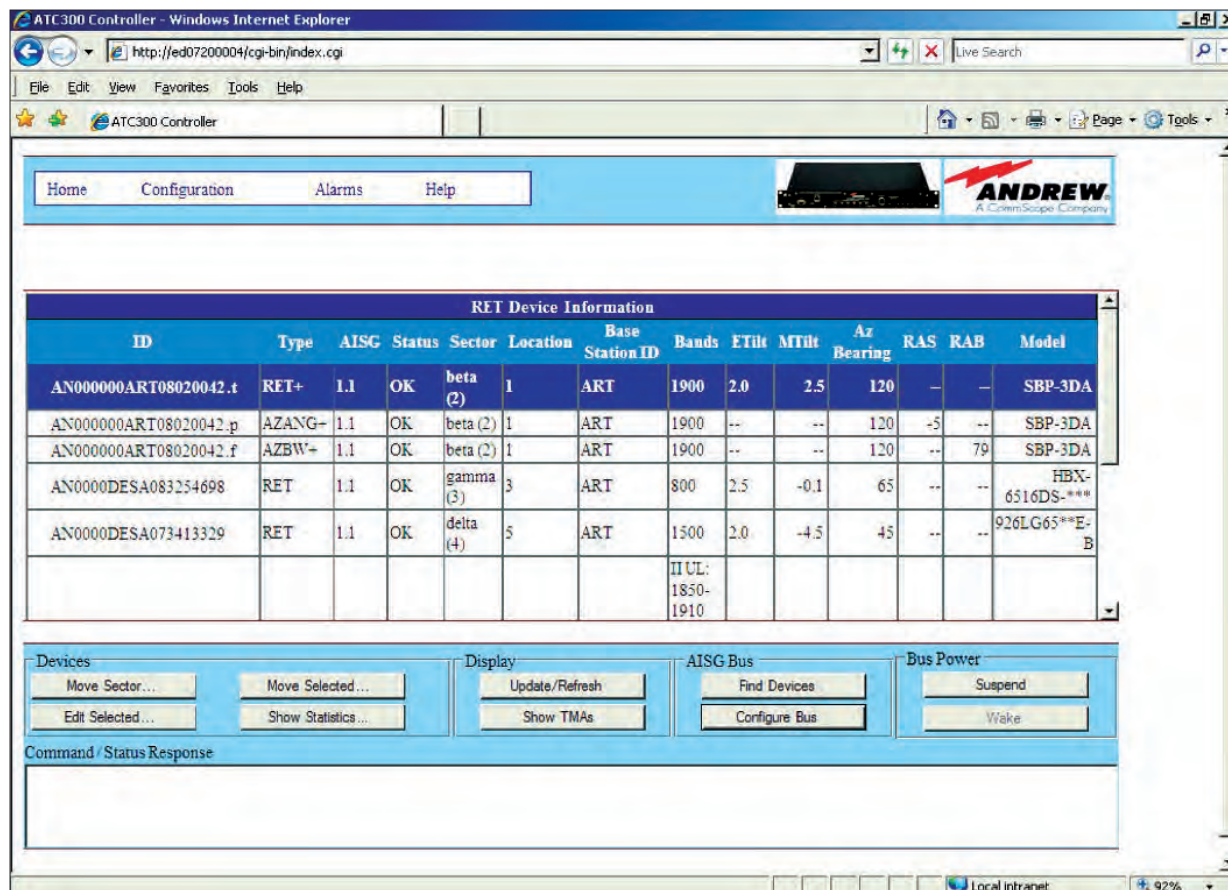 ATC300 Controller - Windows Internet Explorer
http://ed07200004/cgi-bin/index.cgi
Live Search
File Edit View Favorites Tools Help
ATC300 Controller
Page Tools
Home Configuration Alarms Help
ANDREW.
A CommScope Company
RET Device Information
ID Type AISG Status Sector Location Base Station ID Bands ETilt MTilt Az Bearing RAS RAB Model
AN000000ART08020042.t RET+ 1.1 OK beta (2) 1 ART 1900 2.0 2.5 120 -- -- SBP-3DA
AN000000ART08020042.p AZANG+ 1.1 OK beta (2) 1 ART 1900 -- -- 120 -5 -- SBP-3DA
AN000000ART08020042.f AZBW+ 1.1 OK beta (2) 1 ART 1900 -- -- 120 -- 79 SBP-3DA
AN0000DESA083254698 RET 1.1 OK gamma (3) 3 ART 800 2.5 -0.1 65 -- -- HBX-6516DS-***
AN0000DESA073413329 RET 1.1 OK delta (4) 5 ART 1500 2.0 -4.5 45 -- -- 926LG65**E-B
II UL: 1850-1910
Devices Display AISG Bus Bus Power
Move Sector... Move Selected... Update/Refresh Find Devices Suspend
Edit Selected... Show Statistics... Show TMAs Configure Bus Wake
Command / Status Response
Local intranet 92%